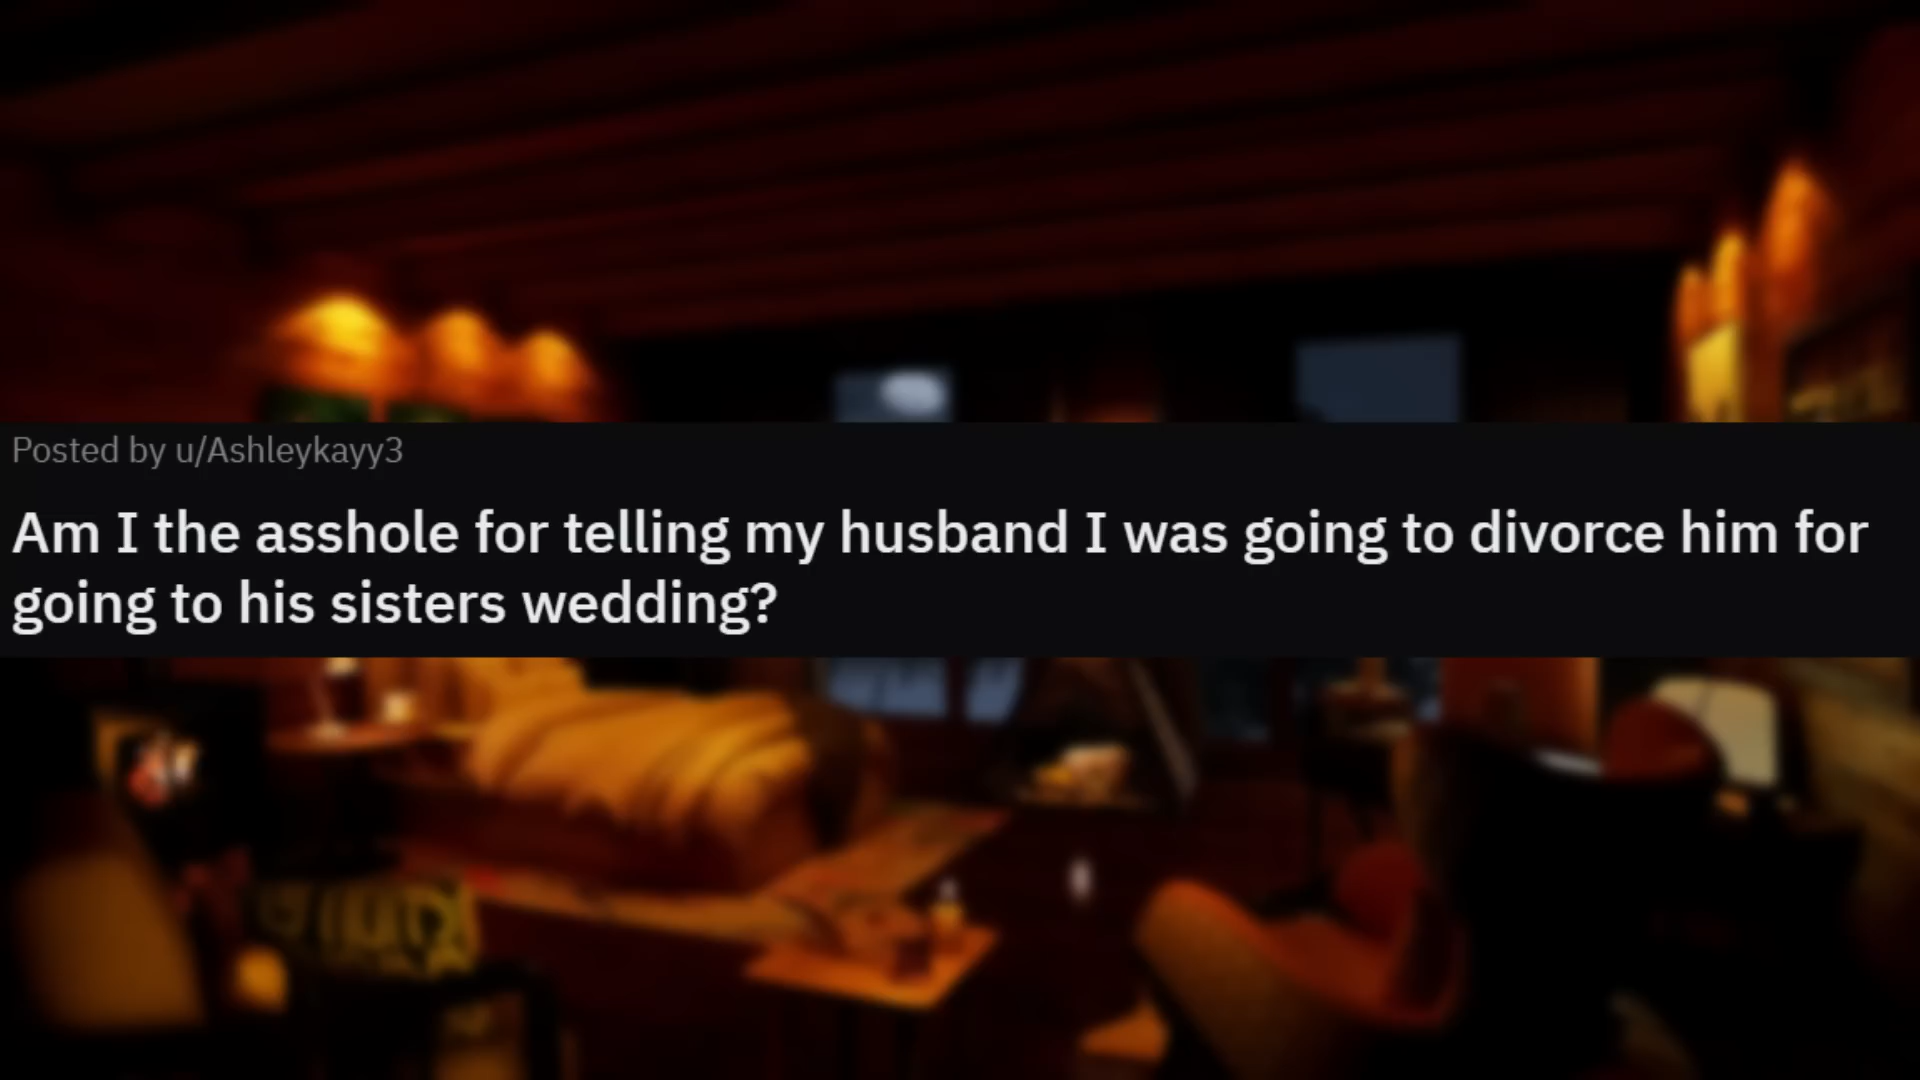 Posted by u/Ashleykayy3
Am I the asshole for telling my husband I was going to divorce him for
going to his sisters wedding?